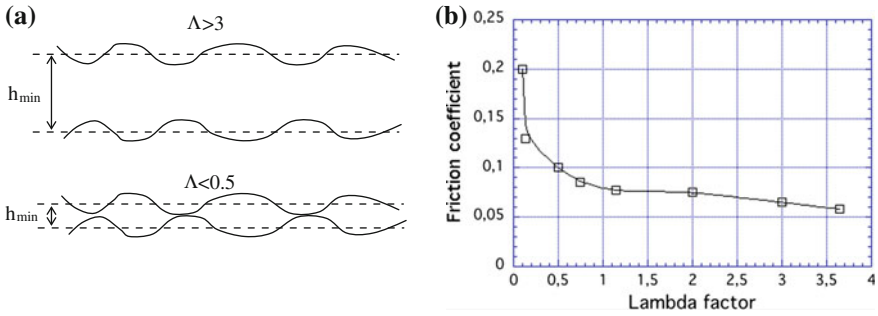 (a)
Λ>3
h_min
Λ<0.5
h_min
(b)
Friction coefficient
0,25
0,2
0,15
0,1
0,05
0
0 0,5 1 1,5 2 2,5 3 3,5 4
Lambda factor